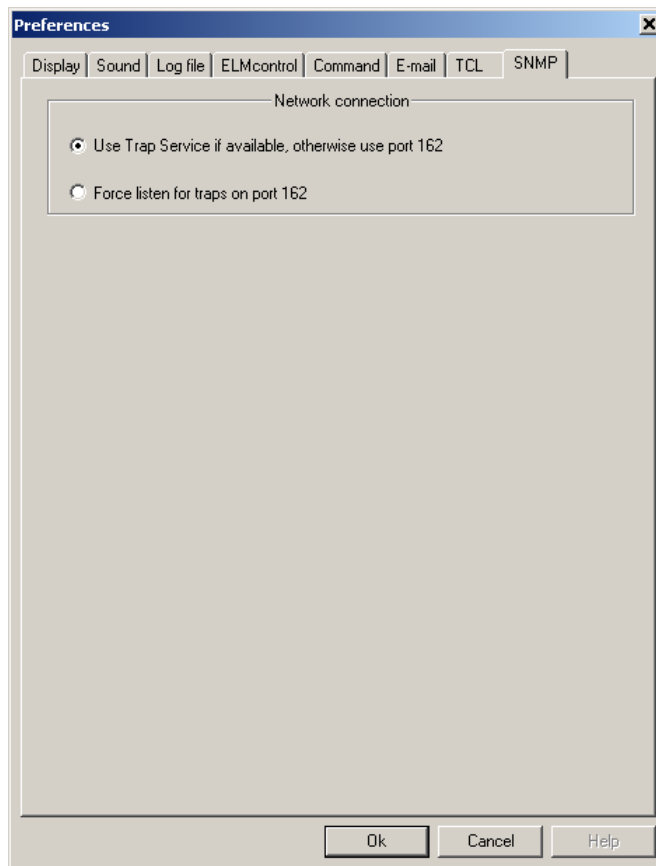 Preferences
Display Sound Log file ELMcontrol Command E-mail TCL SNMP
Network connection
Use Trap Service if available, otherwise use port 162
Force listen for traps on port 162
Ok Cancel Help